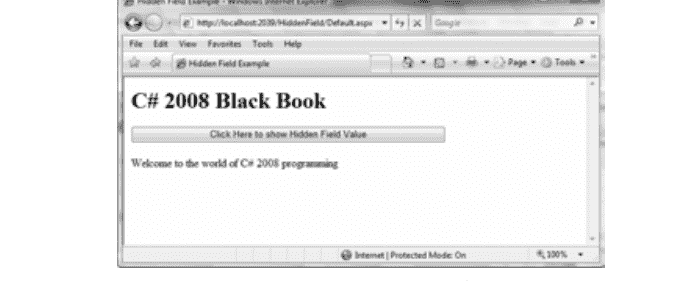 Hidden Field Example - Windows Internet Explorer
http://localhost:2039/HiddenField/Default.aspx
Google
File Edit View Favorites Tools Help
Hidden Field Example
Page Tools
C# 2008 Black Book
Click Here to show Hidden Field Value
Welcome to the world of C# 2008 programming
Internet | Protected Mode: On
100%